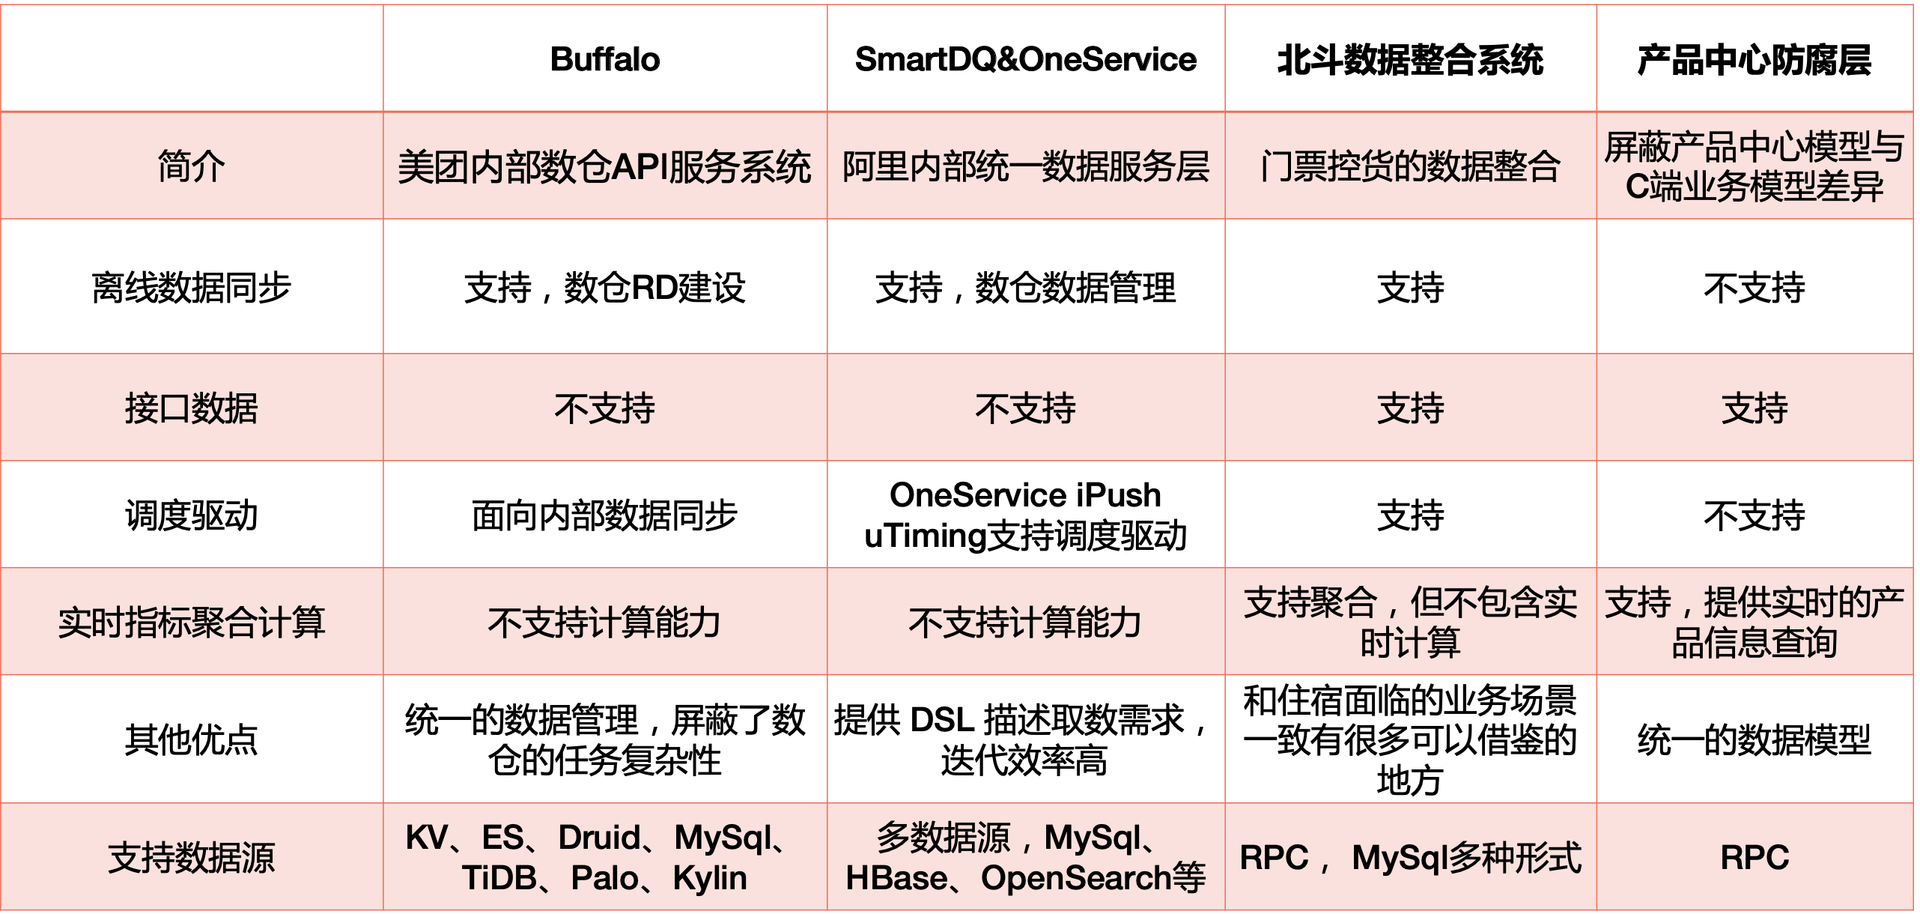 Buffalo
SmartDQ&OneService
北斗数据整合系统
产品中心防腐层
简介
美团内部数仓API服务系统
阿里内部统一数据服务层
门票控货的数据整合
屏蔽产品中心模型与
C端业务模型差异
离线数据同步
支持，数仓RD建设
支持，数仓数据管理
支持
不支持
接口数据
不支持
不支持
支持
支持
调度驱动
面向内部数据同步
OneService iPush
uTiming支持调度驱动
支持
不支持
实时指标聚合计算
不支持计算能力
不支持计算能力
支持聚合，但不包含实
时计算
支持，提供实时的产
品信息查询
其他优点
统一的数据管理，屏蔽了数
仓的任务复杂性
提供 DSL 描述取数需求，
迭代效率高
和住宿面临的业务场景
一致有很多可以借鉴的
地方
统一的数据模型
支持数据源
KV、ES、Druid、MySql、
TiDB、Palo、Kylin
多数据源，MySql、
HBase、OpenSearch等
RPC， MySql多种形式
RPC